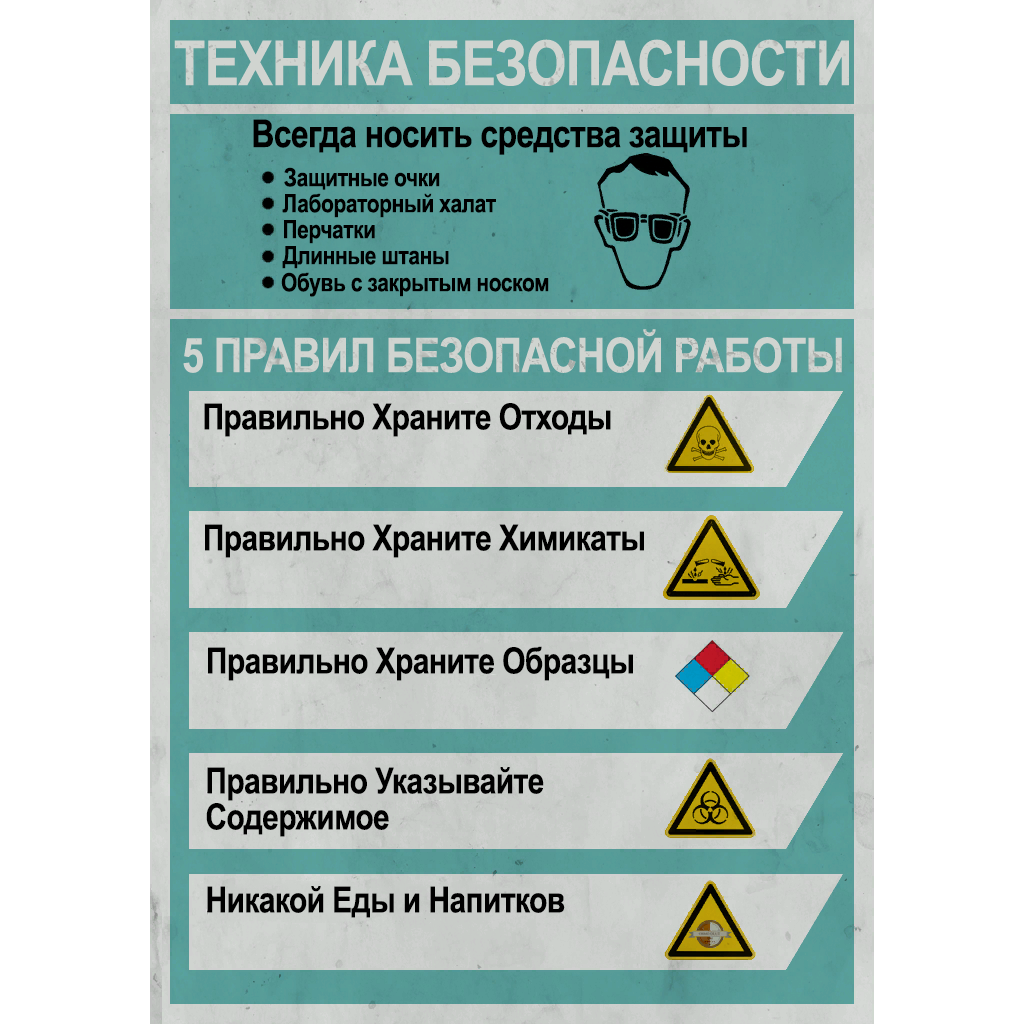 ТЕХНИКА БЕЗОПАСНОСТИ
Всегда носить средства защиты
• Защитные очки
• Лабораторный халат
• Перчатки
• Длинные штаны
• Обувь с закрытым носком
5 ПРАВИЛ БЕЗОПАСНОЙ РАБОТЫ
Правильно Храните Отходы
Правильно Храните Химикаты
Правильно Храните Образцы
Правильно Указывайте
Содержимое
Никакой Еды и Напитков